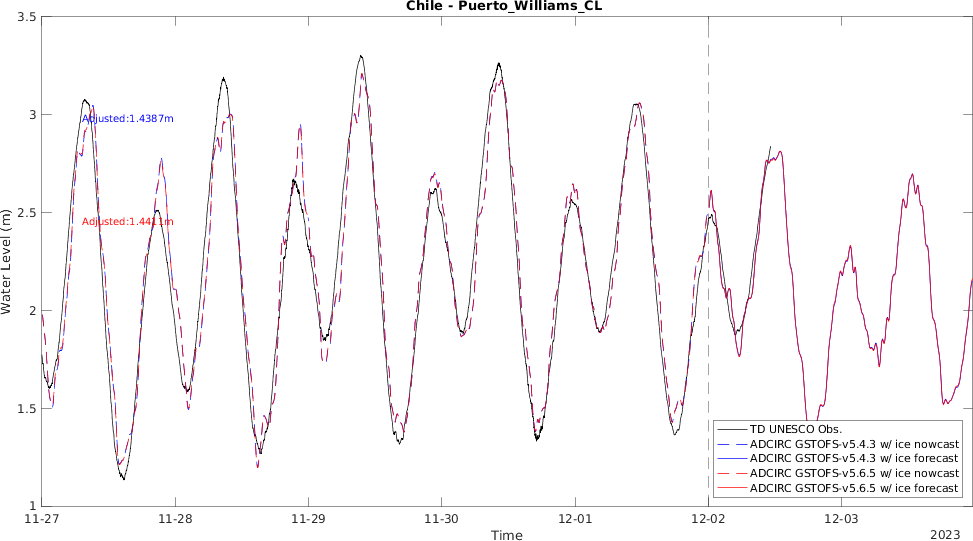 Chile - Puerto_Williams_CL
3.5
3
2.5
2
1.5
1
Water Level (m)
Adjusted:1.4387m
Adjusted:1.4411m
TD UNESCO Obs.
ADCIRC GSTOFS-v5.4.3 w/ ice nowcast
ADCIRC GSTOFS-v5.4.3 w/ ice forecast
ADCIRC GSTOFS-v5.6.5 w/ ice nowcast
ADCIRC GSTOFS-v5.6.5 w/ ice forecast
11-27 11-28 11-29 11-30 12-01 12-02 12-03
Time
2023